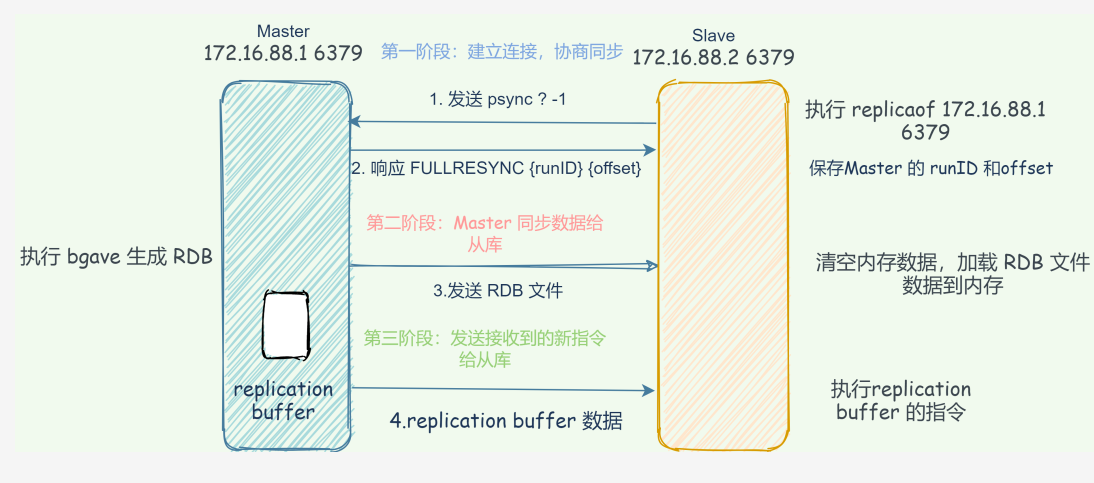 Master
172.16.88.1 6379
第一阶段：建立连接，协商同步
Slave
172.16.88.2 6379
1. 发送 psync ? -1
执行 replicaof 172.16.88.1
6379
2. 响应 FULLRESYNC {runID} {offset}
保存Master 的 runID 和offset
第二阶段：Master 同步数据给
从库
执行 bgave 生成 RDB
清空内存数据，加载 RDB 文件
数据到内存
3.发送 RDB 文件
第三阶段：发送接收到的新指令
给从库
replication
buffer
4.replication buffer 数据
执行replication
buffer 的指令